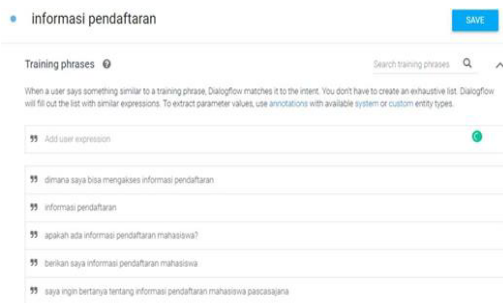 informasi pendaftaran
SAVE
Training phrases
Search training phrases
When a user says something similar to a training phrase, Dialogflow matches it to the intent. You don't have to create an exhaustive list. Dialogflow
will fill out the list with similar expressions. To extract parameter values, use annotations with available system or custom entity types.
Add user expression
dimana saya bisa mengakses informasi pendaftaran
informasi pendaftaran
apakah ada informasi pendaftaran mahasiswa?
berikan saya informasi pendaftaran mahasiswa
saya ingin bertanya tentang informasi pendaftaran mahasiswa pascasajana